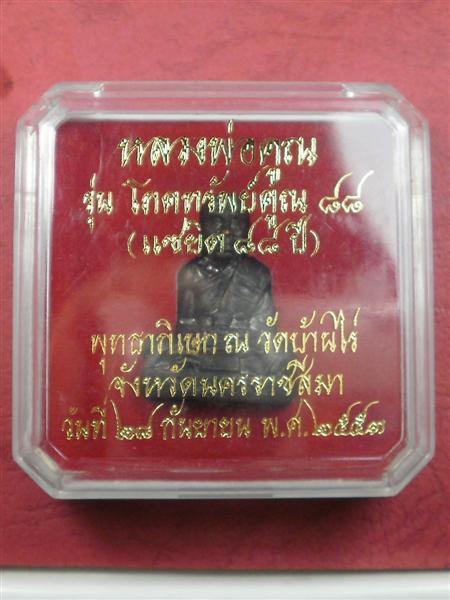 หลวงพ่อคูณ
รุ่น โคตทรัพย์คูณ ๘๘
(แซยิด ๘๘ ปี)
พุทธาภิเษก ณ วัดบ้านไร่
จังหวัดนครราชสีมา
วันที่ ๒๘ กันยายน พ.ศ.๒๕๕๓